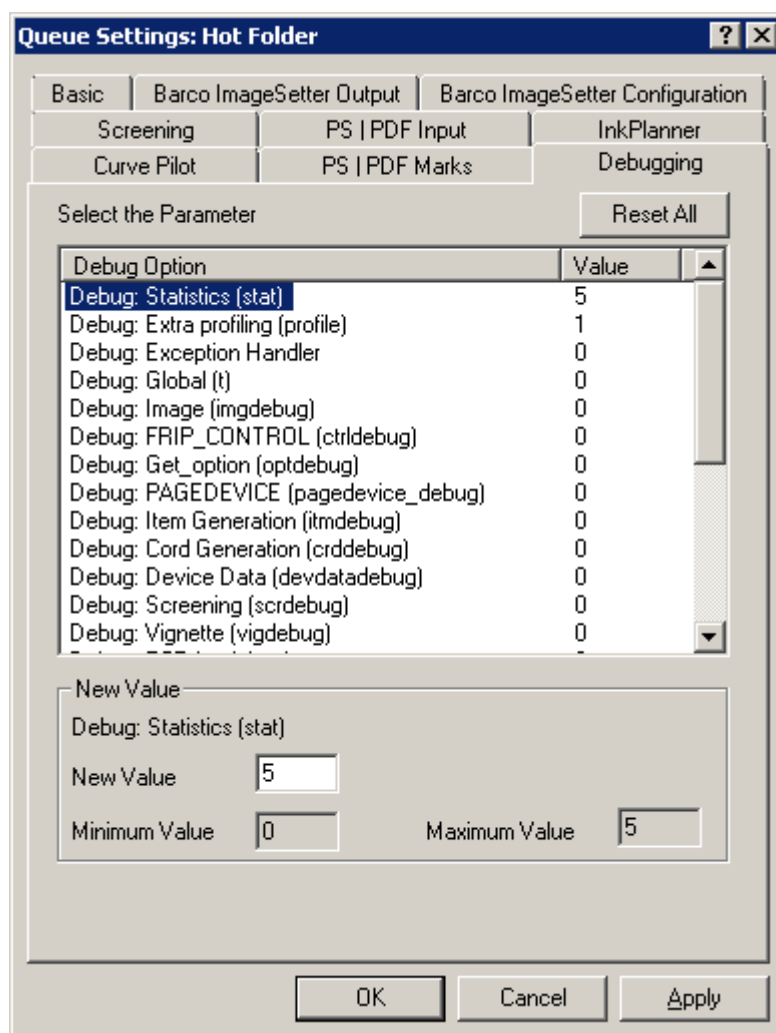 Queue Settings: Hot Folder
Basic Barco ImageSetter Output Barco ImageSetter Configuration
Screening PS | PDF Input InkPlanner
Curve Pilot PS | PDF Marks Debugging
Select the Parameter Reset All
Debug Option Value
Debug: Statistics (stat) 5
Debug: Extra profiling (profile) 1
Debug: Exception Handler 0
Debug: Global (t) 0
Debug: Image (imgdebug) 0
Debug: FRIP_CONTROL (ctrldebug) 0
Debug: Get_option (optdebug) 0
Debug: PAGEDEVICE (pagedevice_debug) 0
Debug: Item Generation (itmdebug) 0
Debug: Cord Generation (crddebug) 0
Debug: Device Data (devdatadebug) 0
Debug: Screening (scrdebug) 0
Debug: Vignette (vigdebug) 0
New Value
Debug: Statistics (stat)
New Value 5
Minimum Value 0 Maximum Value 5
OK Cancel Apply